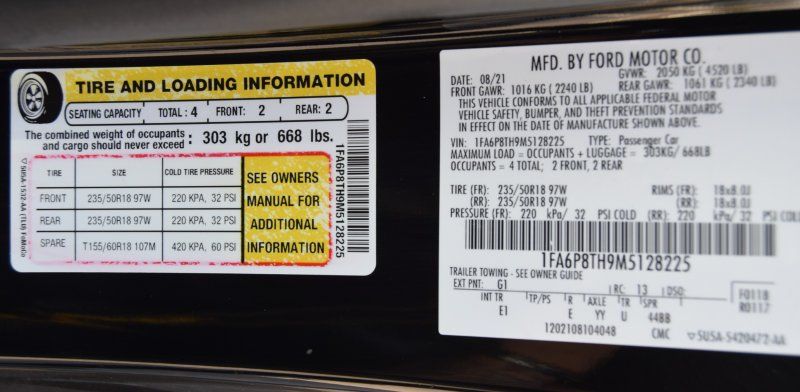 TIRE AND LOADING INFORMATION
SEATING CAPACITY TOTAL : 4 FRONT: 2 REAR: 2
The combined weight of occupants and cargo should never exceed : 303 kg or 668 lbs.
TIRE SIZE COLD TIRE PRESSURE
FRONT 235/50R18 97W 220 KPA, 32 PSI
REAR 235/50R18 97W 220 KPA, 32 PSI
SPARE T155/60R18 107M 420 KPA, 60 PSI
SEE OWNERS
MANUAL FOR
ADDITIONAL
INFORMATION
1FA6P8TH9M5128225
MFD. BY FORD MOTOR CO.
DATE: 08/21 GVWR: 2050 KG (4520 LB)
FRONT GAWR: 1016 KG (2240 LB) REAR GAWR: 1061 KG (2340 LB)
THIS VEHICLE CONFORMS TO ALL APPLICABLE FEDERAL MOTOR
VEHICLE SAFETY, BUMPER, AND THEFT PREVENTION STANDARDS
IN EFFECT ON THE DATE OF MANUFACTURE SHOWN ABOVE.
VIN: 1FA6P8TH9M5128225 TYPE: Passenger Car
MAXIMUM LOAD = OCCUPANTS + LUGGAGE = 303KG/668LB
OCCUPANTS = 4 TOTAL; 2 FRONT, 2 REAR
TIRE (FR): 235/50R18 97W RIMS (FR): 18x8.0J
(RR): 235/50R18 97W (RR): 18x8.0J
PRESSURE (FR): 220 kPa/ 32 PSI COLD (RR): 220 kPa/ 32 PSI COLD
1FA6P8TH9M5128225
TRAILER TOWING - SEE OWNER GUIDE
EXT PNT: G1 RC: 13 DSO:
INT TR TP/PS R AXLE TR SPR
E1 E YY U 44BB
F0118
R0117
1202108104048 CMC